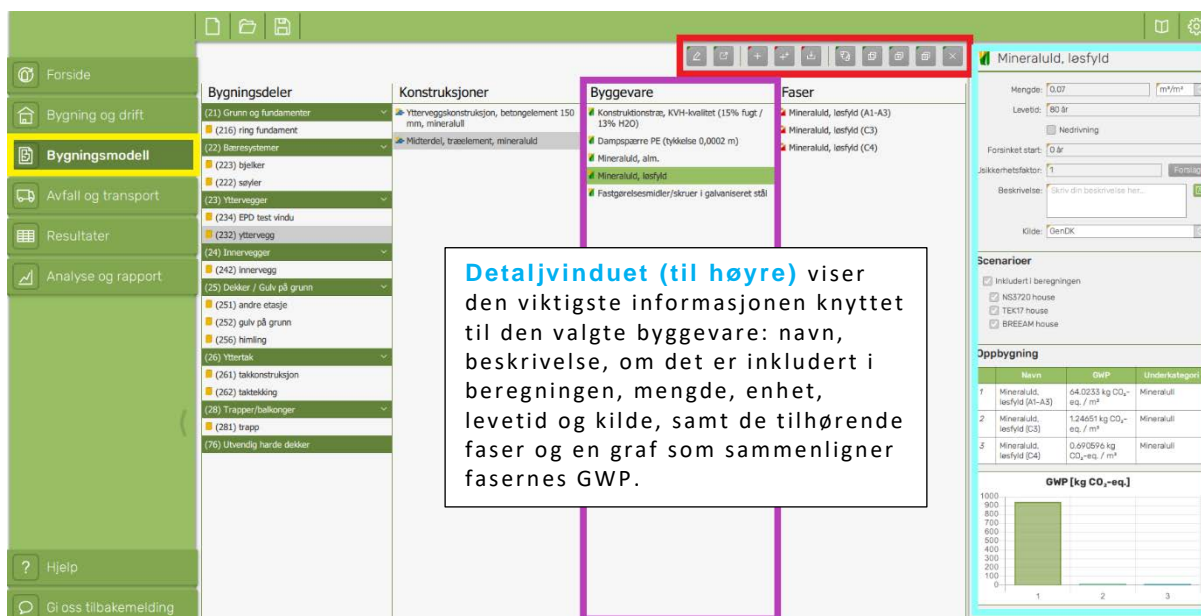 Forside
Bygning og drift
Bygningsmodell
Avfall og transport
Resultater
Analyse og rapport
? Hjelp
Gi oss tilbakemelding
Bygningsdeler
(21) Grunn og fundamenter
(216) ring fundament
(22) Bæresystemer
(223) bjelker
(222) søyler
(23) Yttervegger
(234) EPD test vindu
(232) yttervegg
(24) Innervegger
(242) innervegg
(25) Dekker / Gulv på grunn
(251) andre etasje
(252) gulv på grunn
(256) himling
(26) Yttertak
(261) takkonstruksjon
(262) taktekking
(28) Trapper/balkonger
(281) trapp
(76) Utvendig harde dekker
Konstruksjoner
Ytterveggskonstruksjon, betongelement 150
mm, mineralull
Midterdel, træelement, mineraluld
Byggevare
Konstruktionstræ, KVH-kvalitet (15% fugt /
13% H2O)
Dampspærre PE (tykkelse 0,0002 m)
Mineraluld, alm.
Mineraluld, løsfyld
Fastgørelsesmidler/skruer i galvaniseret stål
Faser
Mineraluld, løsfyld (A1-A3)
Mineraluld, løsfyld (C3)
Mineraluld, løsfyld (C4)
Detaljvinduet (til høyre) viser
den viktigste informasjonen knyttet
til den valgte byggevare: navn,
beskrivelse, om det er inkludert i
beregningen, mengde, enhet,
levetid og kilde, samt de tilhørende
faser og en graf som sammenligner
fasernes GWP.
Mineraluld, løsfyld
Mengde: 0.07 m³/m²
Levetid: 80 år
Nedrivning
Forsinket start: 0 år
Usikkerhetsfaktor: 1 Forslag
Beskrivelse: Skriv din beskrivelse her...
Kilde: GenDK
Scenarioer
Inkludert i beregningen
NS3720 house
TEK17 house
BREEAM house
Oppbygning
Navn GWP Underkategori
1 Mineraluld, 64.0233 kg CO₂- Mineralull
løsfyld (A1-A3) eq. / m³
2 Mineraluld, 1.24651 kg CO₂- Mineralull
løsfyld (C3) eq. / m³
3 Mineraluld, 0.690596 kg Mineralull
løsfyld (C4) CO₂-eq. / m³
GWP [kg CO₂-eq.]
1000
900
800
700
600
500
400
300
200
100
0
1 2 3